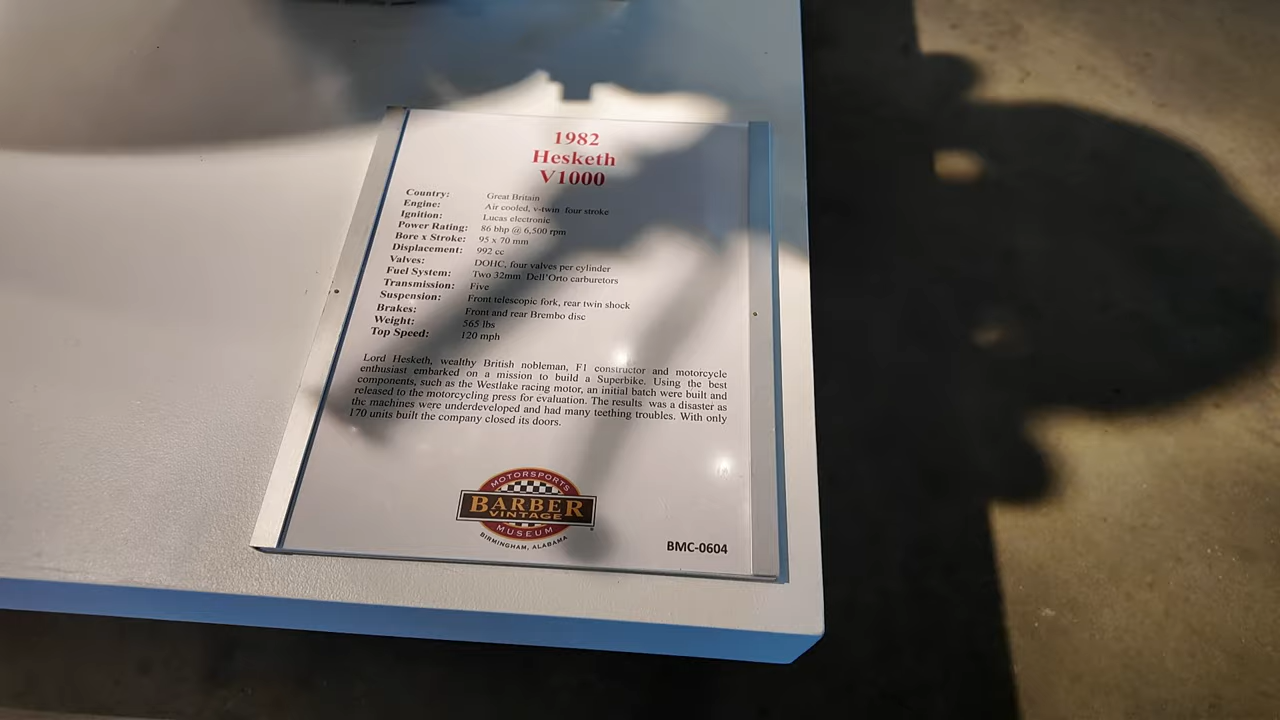 1982
Hesketh
V1000
Country: Great Britain
Engine: Air cooled, v-twin four stroke
Ignition: Lucas electronic
Power Rating: 86 bhp @ 6,500 rpm
Bore x Stroke: 95 x 70 mm
Displacement: 992 cc
Valves: DOHC, four valves per cylinder
Fuel System: Two 32mm Dell'Orto carburetors
Transmission: Five
Suspension: Front telescopic fork, rear twin shock
Brakes: Front and rear Brembo disc
Weight: 565 lbs
Top Speed: 120 mph
Lord Hesketh, wealthy British nobleman, F1 constructor and motorcycle
enthusiast embarked on a mission to build a Superbike. Using the best
components, such as the Westlake racing motor, an initial batch were built and
released to the motorcycling press for evaluation. The results was a disaster as
the machines were underdeveloped and had many teething troubles. With only
170 units built the company closed its doors.
MOTORSPORTS
BARBER
VINTAGE
MUSEUM
BIRMINGHAM, ALABAMA
BMC-0604